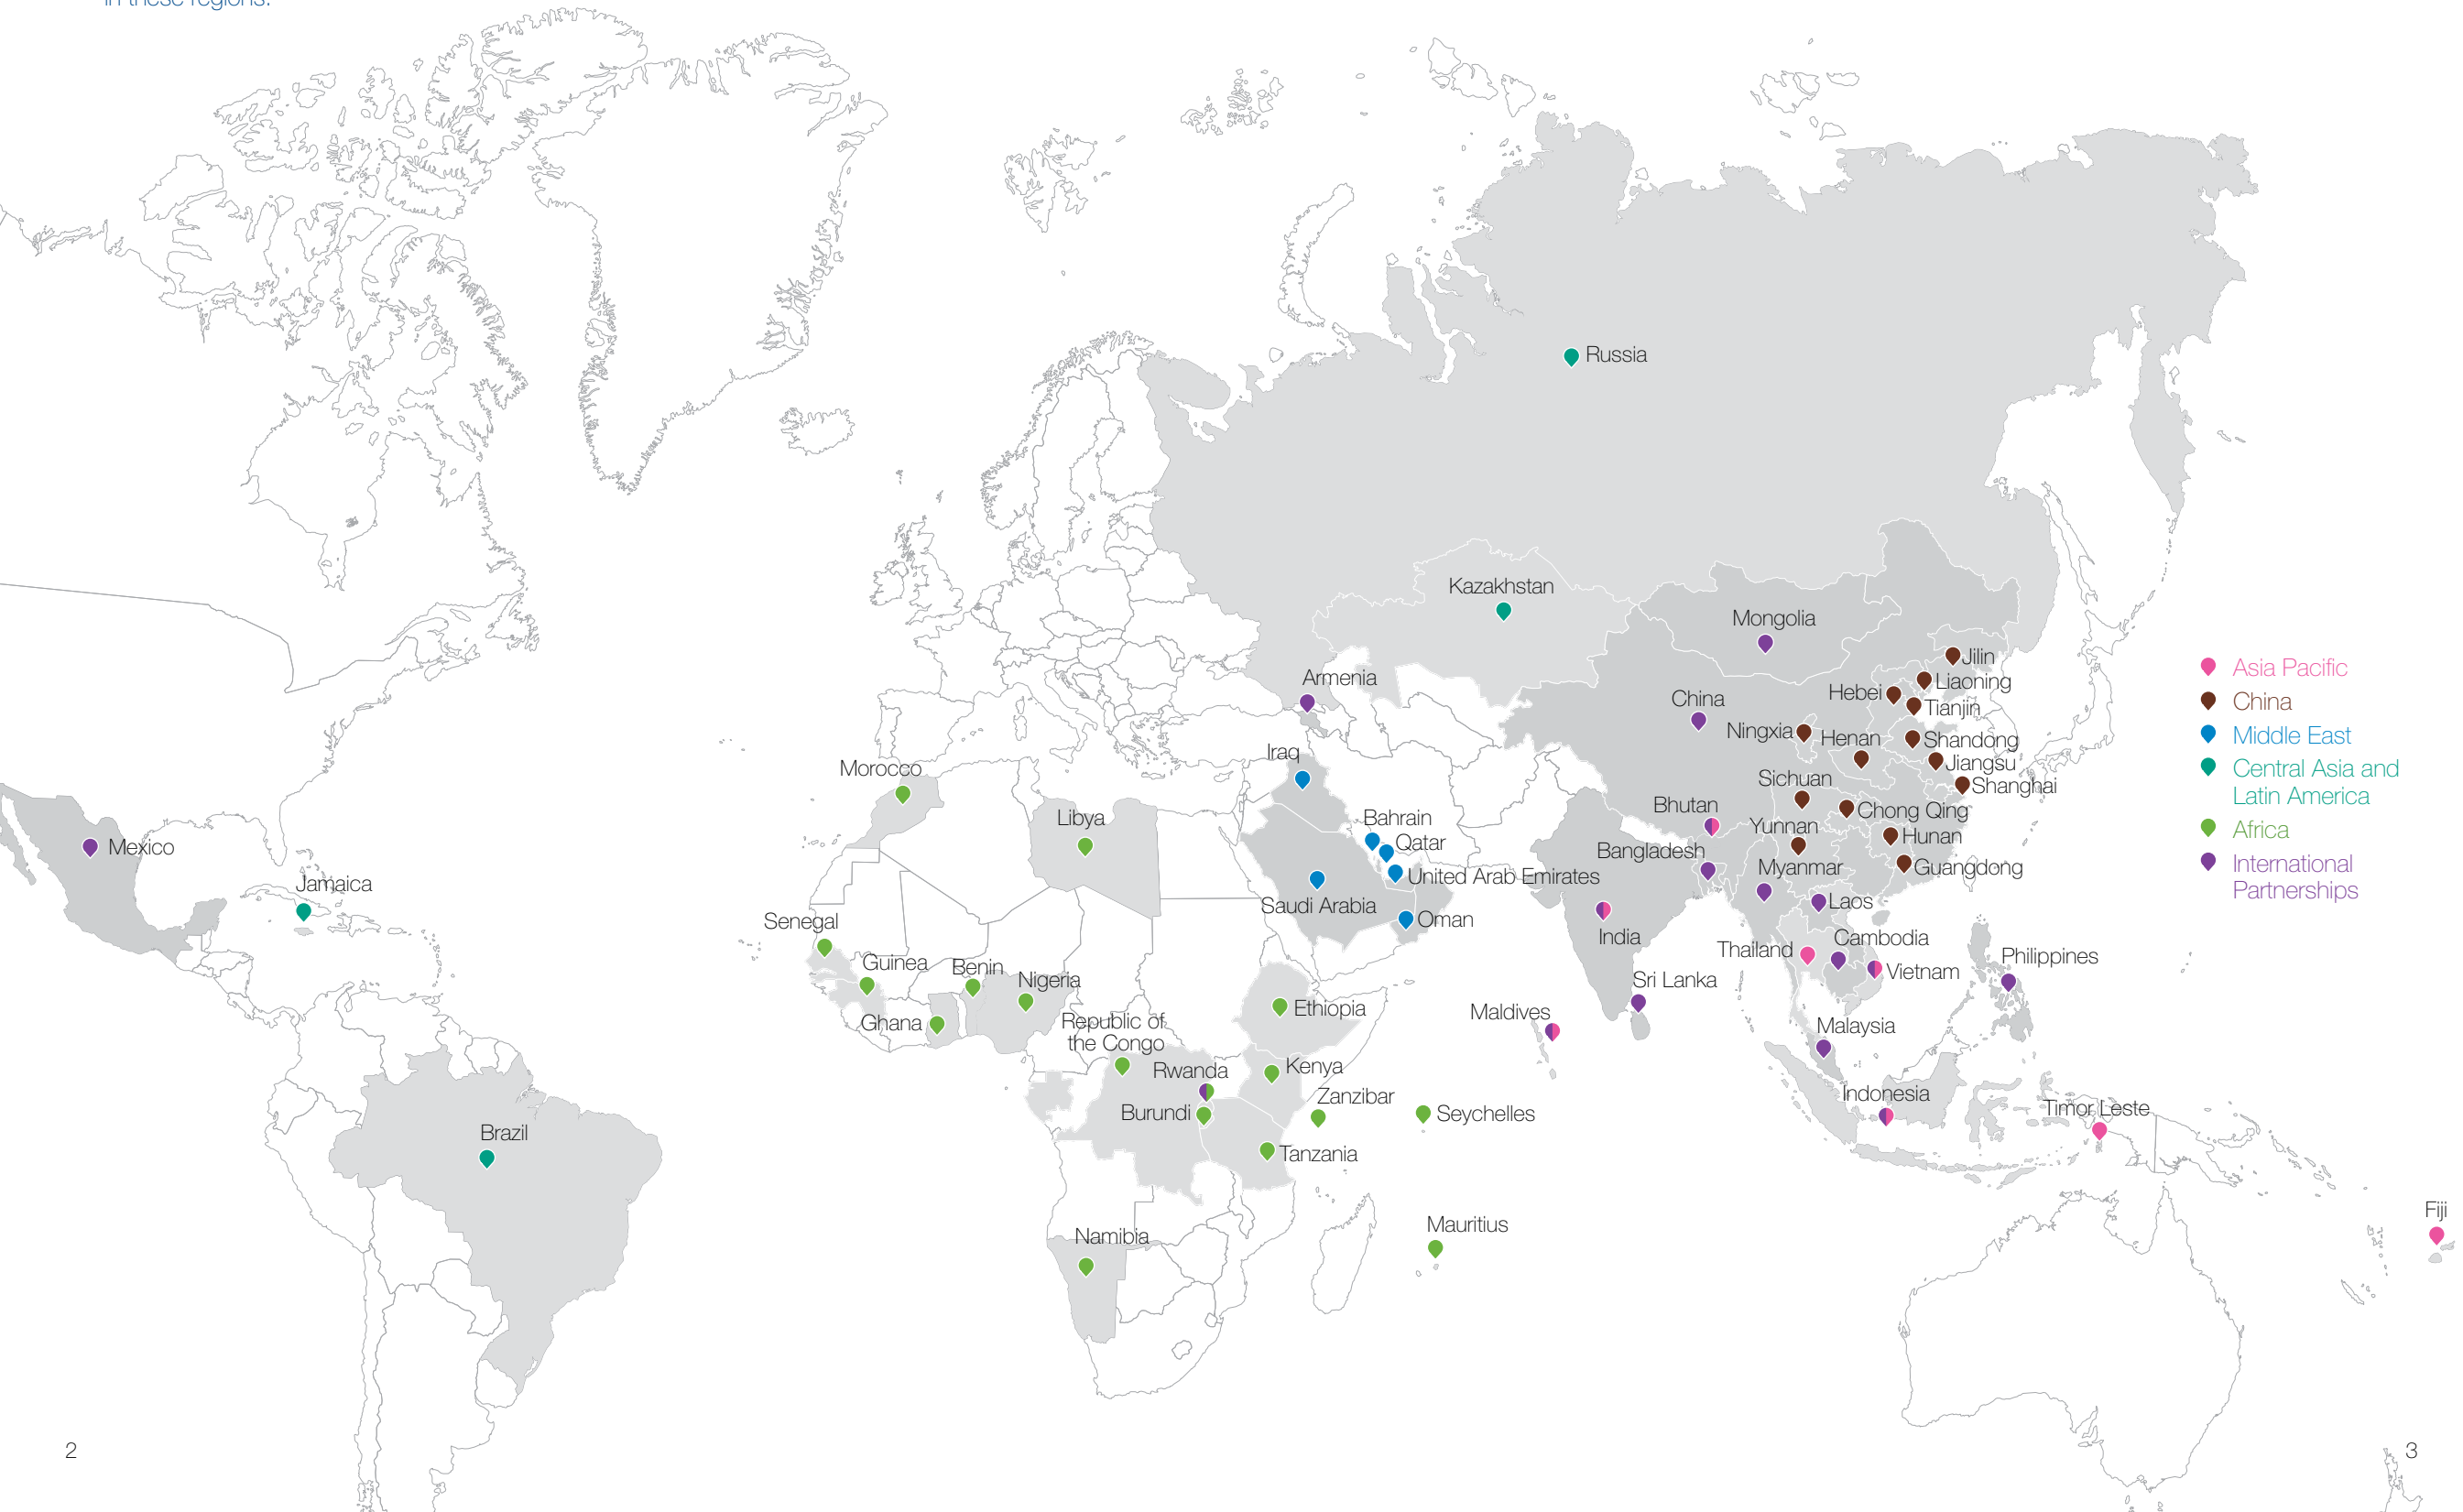 in these regions.
Russia
Kazakhstan
Mongolia
Armenia
China
Jilin
Liaoning
Hebei
Tianjin
Ningxia
Henan
Shandong
Jiangsu
Shanghai
Sichuan
Chong Qing
Bhutan
Yunnan
Hunan
Bangladesh
Myanmar
Guangdong
Laos
India
Thailand
Cambodia
Vietnam
Philippines
Sri Lanka
Maldives
Malaysia
Indonesia
Timor Leste
Fiji
Iraq
Bahrain
Qatar
United Arab Emirates
Saudi Arabia
Oman
Morocco
Libya
Senegal
Guinea
Benin
Nigeria
Ghana
Republic of
the Congo
Ethiopia
Rwanda
Kenya
Burundi
Zanzibar
Seychelles
Tanzania
Namibia
Mauritius
Mexico
Jamaica
Brazil
Asia Pacific
China
Middle East
Central Asia and
Latin America
Africa
International
Partnerships
2
3